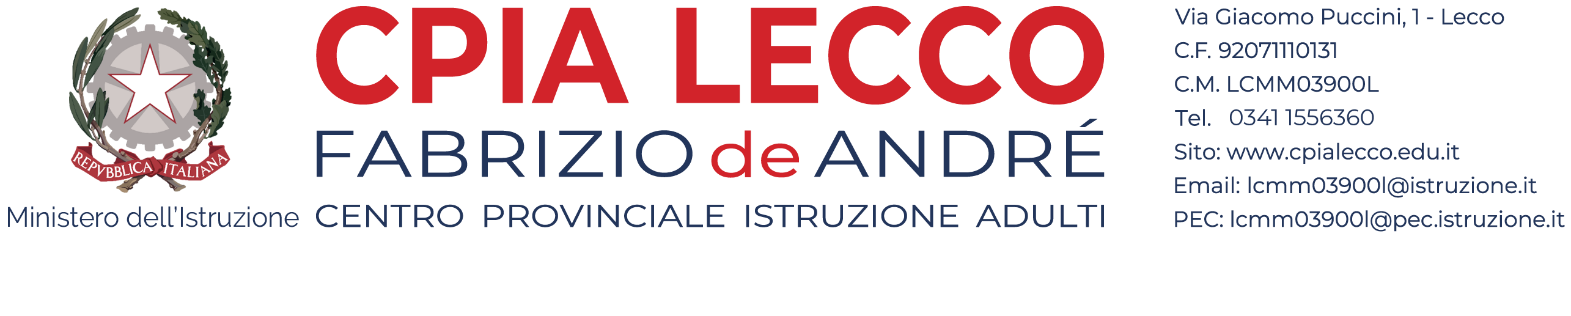 REPVBBLICA ITALIANA
Ministero dell'Istruzione
CPIA LECCO
FABRIZIO de ANDRÉ
CENTRO PROVINCIALE ISTRUZIONE ADULTI
Via Giacomo Puccini, 1 - Lecco
C.F. 92071110131
C.M. LCMM03900L
Tel. 0341 1556360
Sito: www.cpialecco.edu.it
Email: lcmm03900l@istruzione.it
PEC: lcmm03900l@pec.istruzione.it